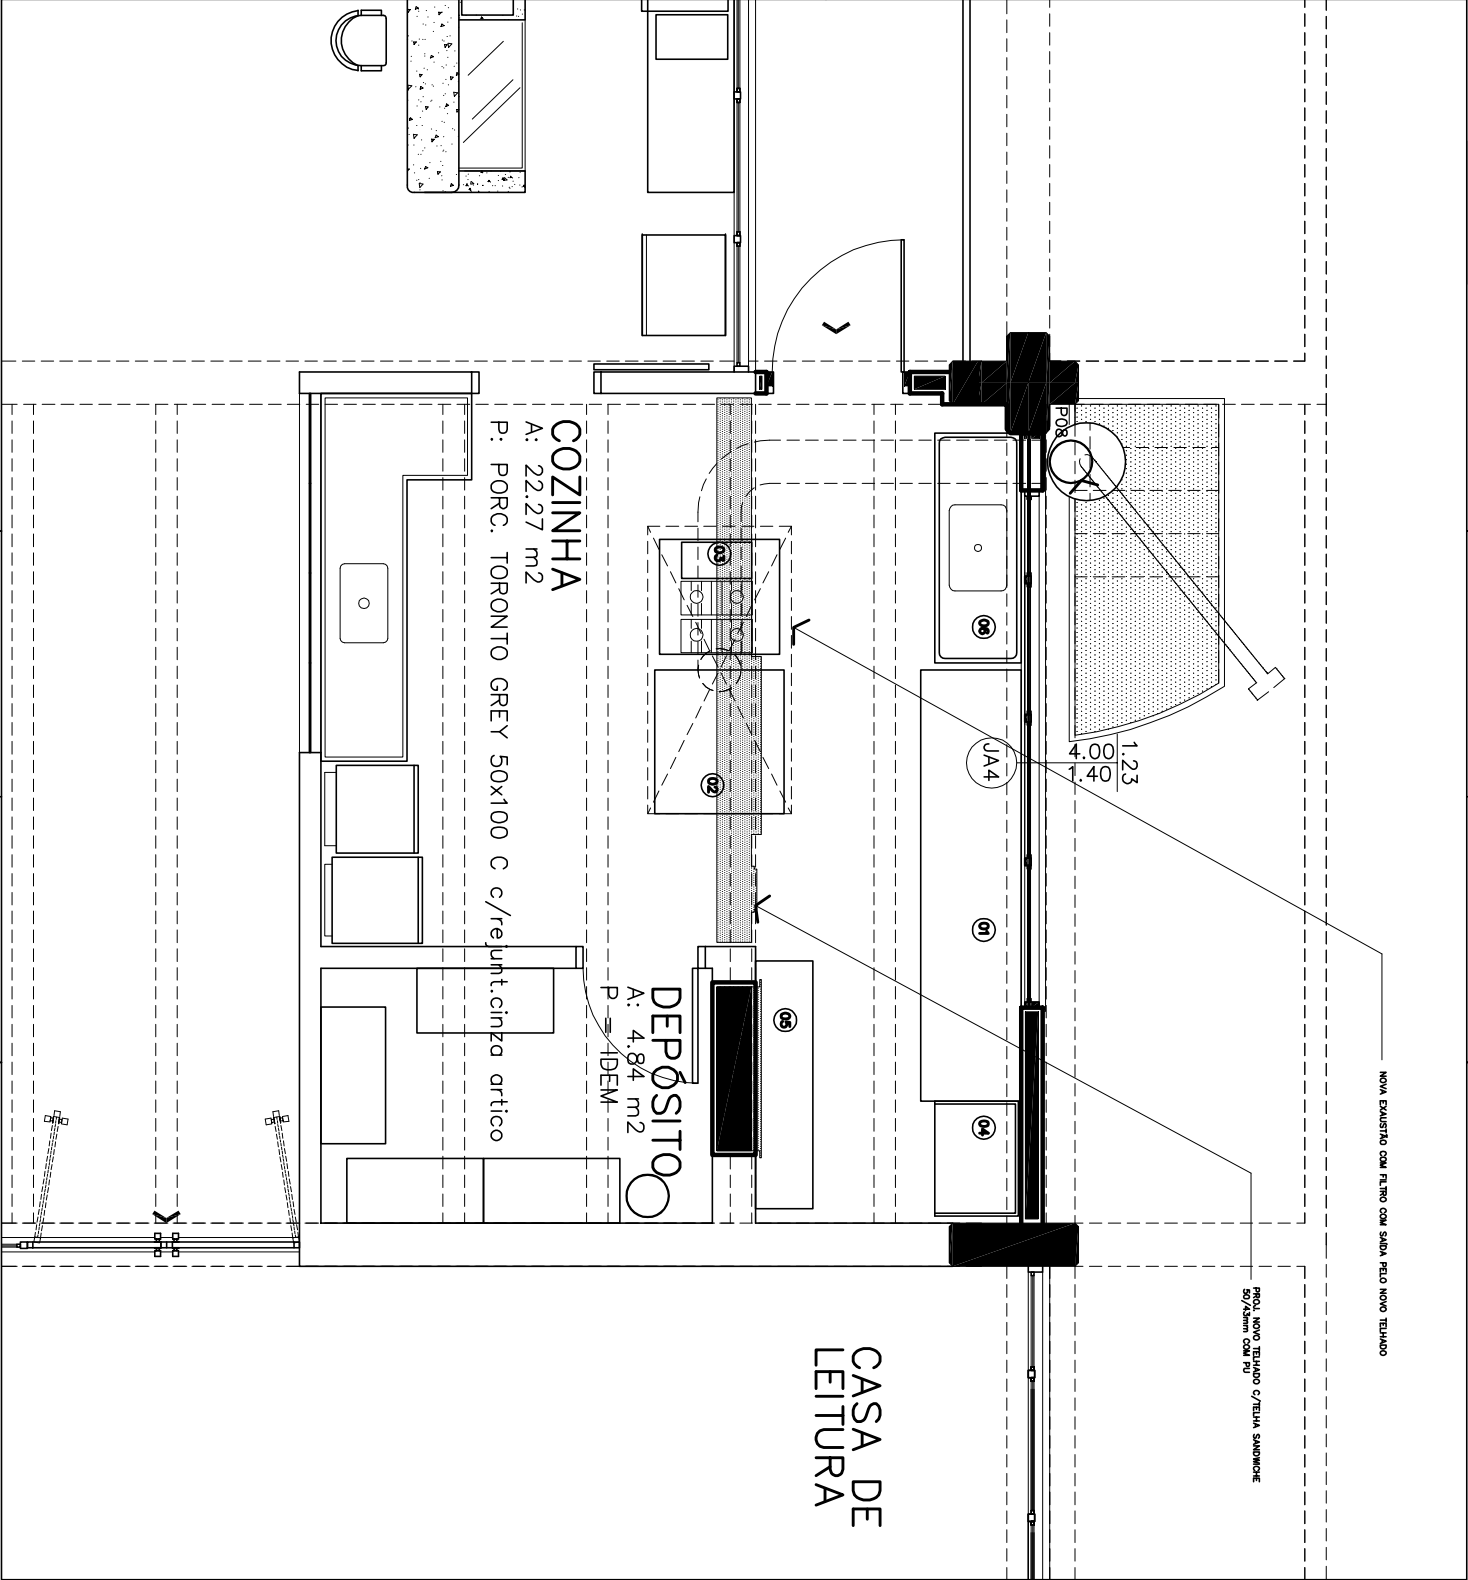 NOVA EXAUSTÃO COM FILTRO COM SAÍDA PELO NOVO TELHADO
PROJ. NOVO TELHADO C/TELHA SANDWICHE
50/43mm COM PU
P08
1.23
4.00
1.40
JA4
06
01
04
03
02
05
COZINHA
A: 22.27 m2
P: PORC. TORONTO GREY 50x100 C c/rejunt.cinza artico
DEPÓSITO
A: 4.84 m2
P = IDEM
CASA DE
LEITURA